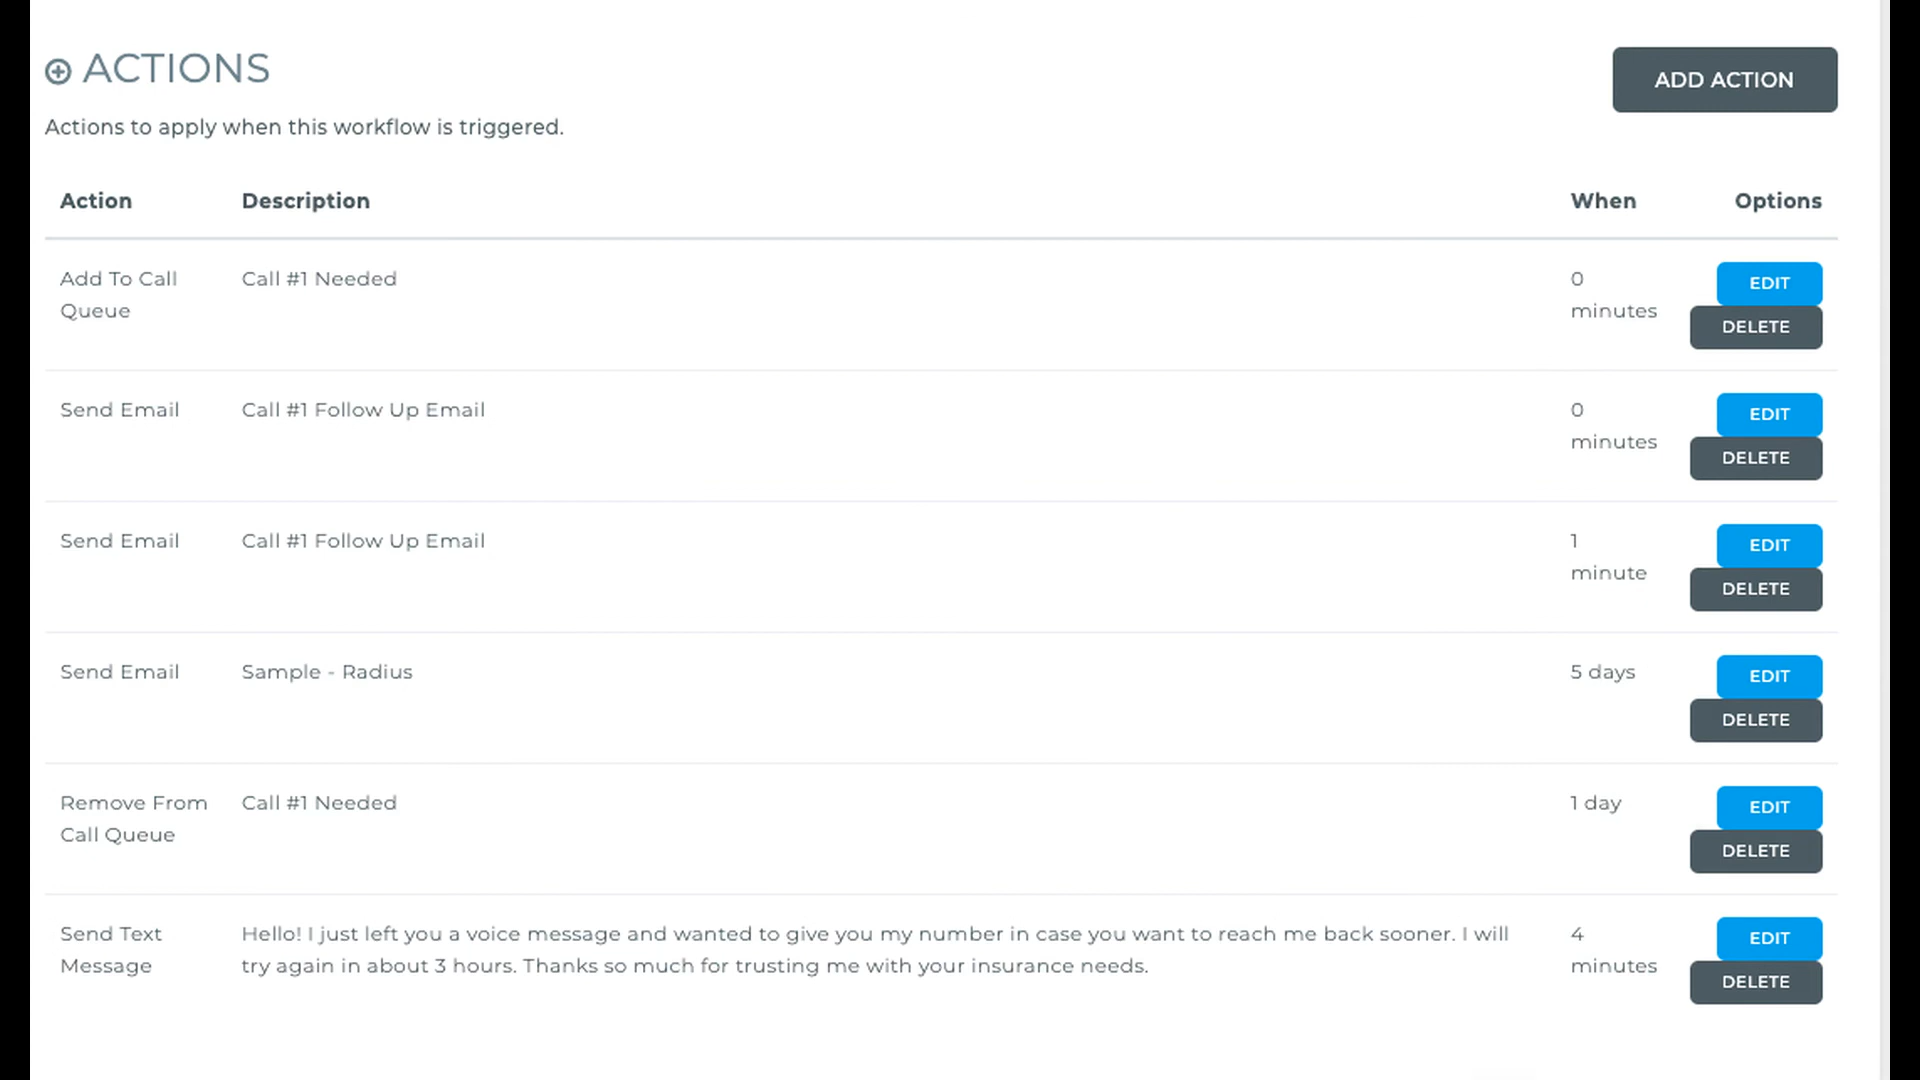 ACTIONS
ADD ACTION
Actions to apply when this workflow is triggered.
Action Description When Options
Add To Call Call #1 Needed 0 EDIT
Queue minutes DELETE
Send Email Call #1 Follow Up Email 0 EDIT
minutes DELETE
Send Email Call #1 Follow Up Email 1 EDIT
minute DELETE
Send Email Sample - Radius 5 days EDIT
DELETE
Remove From Call #1 Needed 1 day EDIT
Call Queue DELETE
Send Text Hello! I just left you a voice message and wanted to give you my number in case you want to reach me back sooner. I will 4 EDIT
Message try again in about 3 hours. Thanks so much for trusting me with your insurance needs. minutes DELETE